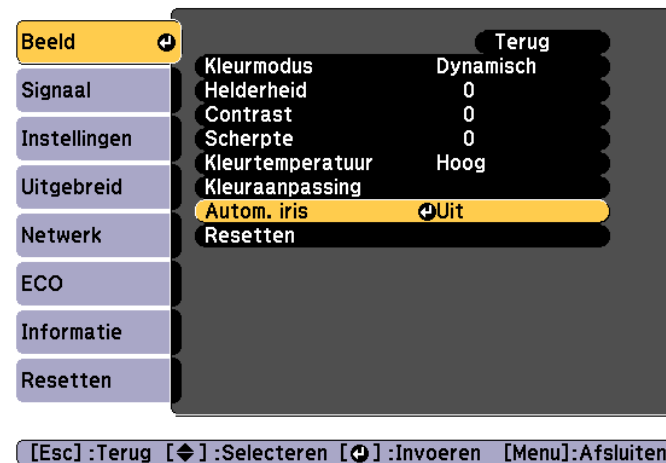 Beeld
Signaal
Instellingen
Uitgebreid
Netwerk
ECO
Informatie
Resetten
Terug
Kleurmodus Dynamisch
Helderheid 0
Contrast 0
Scherpte 0
Kleurtemperatuur Hoog
Kleuraanpassing
Autom. iris Uit
Resetten
[Esc] :Terug [◆] :Selecteren [⏎] :Invoeren [Menu]:Afsluiten